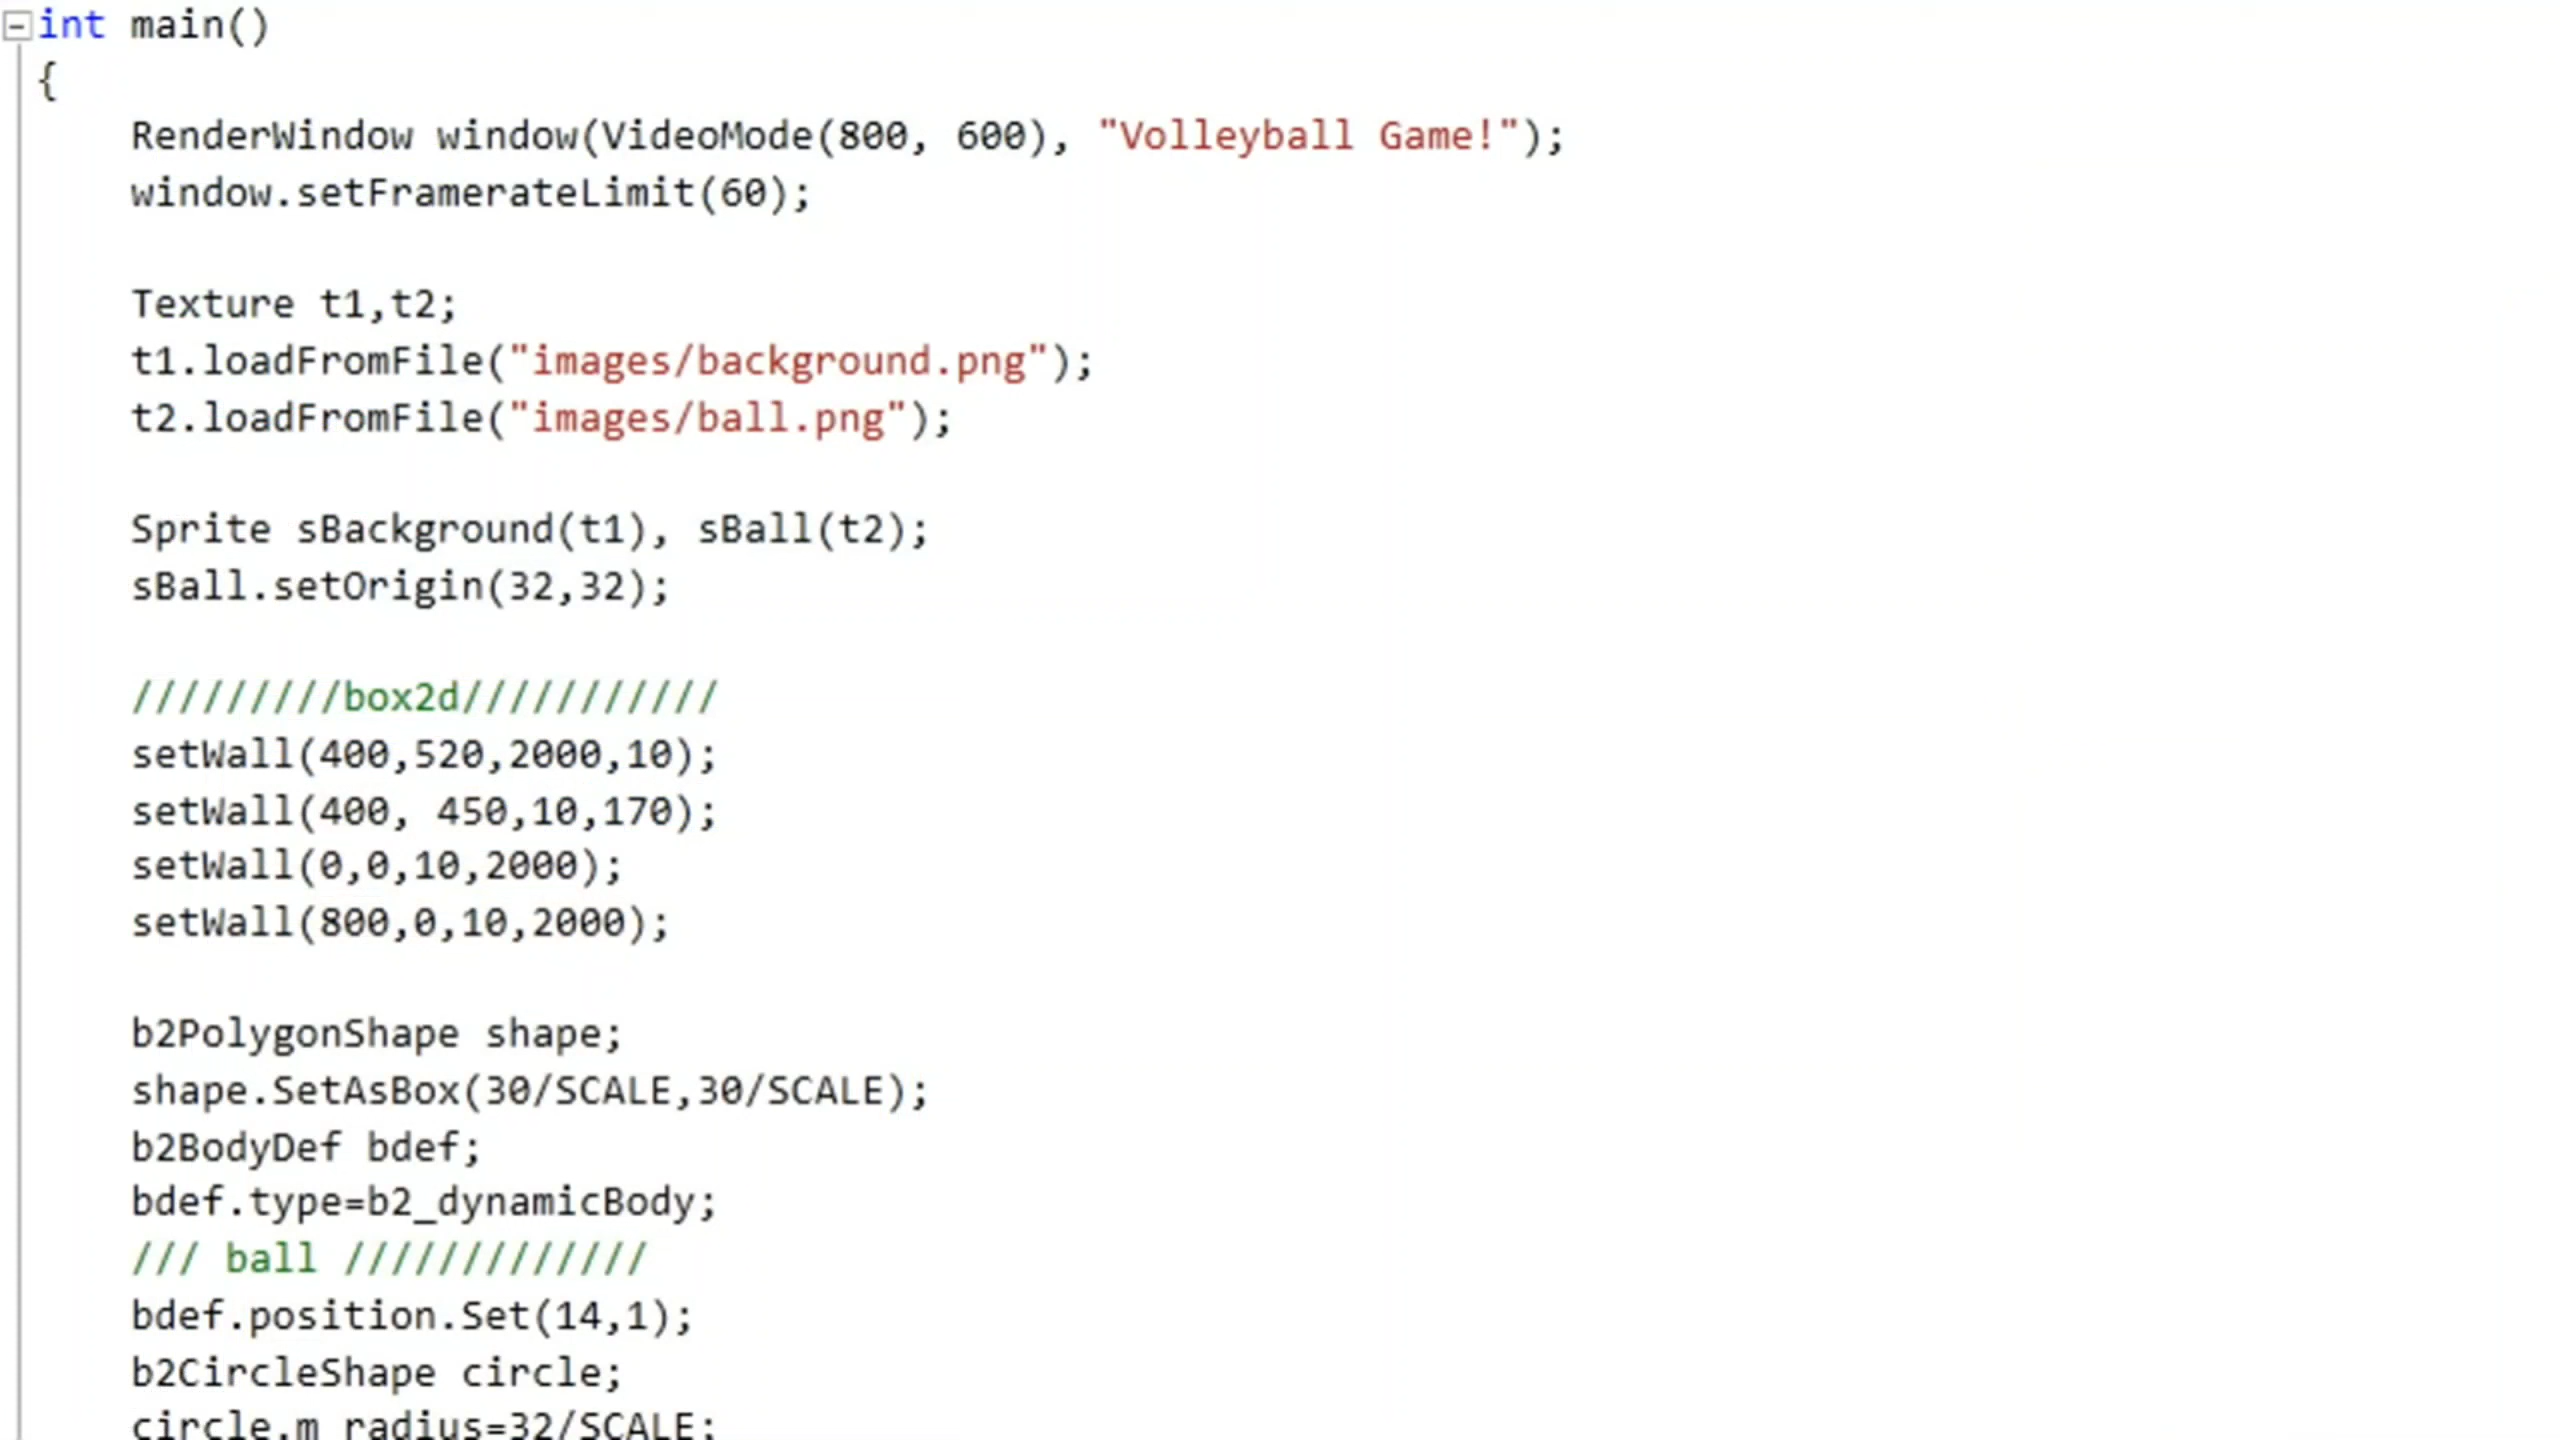 int main()
{
RenderWindow window(VideoMode(800, 600), "Volleyball Game!");
window.setFramerateLimit(60);
Texture t1,t2;
t1.loadFromFile("images/background.png");
t2.loadFromFile("images/ball.png");
Sprite sBackground(t1), sBall(t2);
sBall.setOrigin(32,32);
/////////box2d///////////
setWall(400,520,2000,10);
setWall(400, 450,10,170);
setWall(0,0,10,2000);
setWall(800,0,10,2000);
b2PolygonShape shape;
shape.SetAsBox(30/SCALE,30/SCALE);
b2BodyDef bdef;
bdef.type=b2_dynamicBody;
/// ball /////////////
bdef.position.Set(14,1);
b2CircleShape circle;
circle.m_radius=32/SCALE;